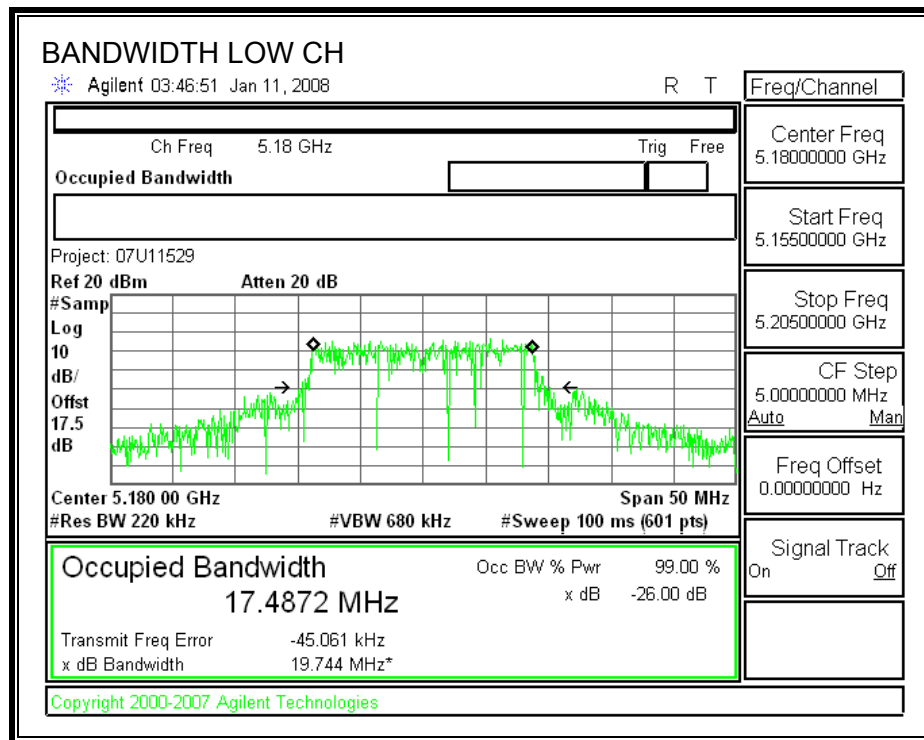 BANDWIDTH LOW CH
Agilent 03:46:51 Jan 11, 2008 R T
Freq/Channel
Ch Freq 5.18 GHz Trig Free
Occupied Bandwidth
Center Freq
5.18000000 GHz
Start Freq
5.15500000 GHz
Stop Freq
5.20500000 GHz
CF Step
5.00000000 MHz
Auto Man
Freq Offset
0.00000000 Hz
Signal Track
On Off
Project: 07U11529
Ref 20 dBm Atten 20 dB
#Samp
Log
10
dB/
Offst
17.5
dB
Center 5.180 00 GHz Span 50 MHz
#Res BW 220 kHz #VBW 680 kHz #Sweep 100 ms (601 pts)
Occupied Bandwidth
17.4872 MHz
Occ BW % Pwr 99.00 %
x dB -26.00 dB
Transmit Freq Error -45.061 kHz
x dB Bandwidth 19.744 MHz*
Copyright 2000-2007 Agilent Technologies